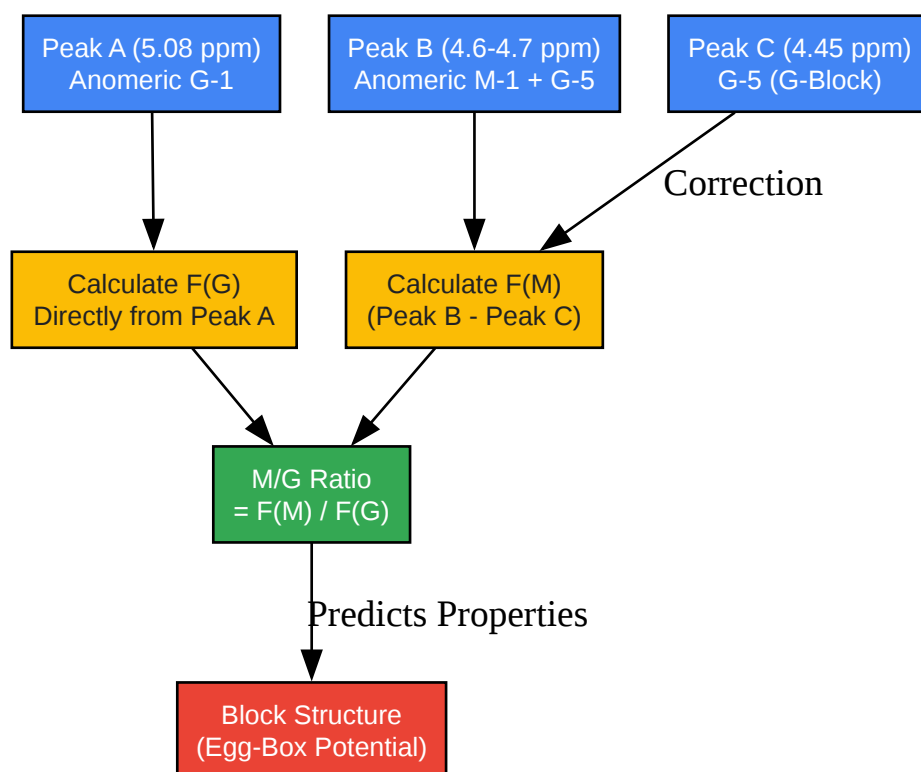 Peak A (5.08 ppm)
Anomeric G-1
Peak B (4.6-4.7 ppm)
Anomeric M-1 + G-5
Peak C (4.45 ppm)
G-5 (G-Block)
Correction
Calculate F(G)
Directly from Peak A
Calculate F(M)
(Peak B - Peak C)
M/G Ratio
= F(M) / F(G)
Predicts Properties
Block Structure
(Egg-Box Potential)